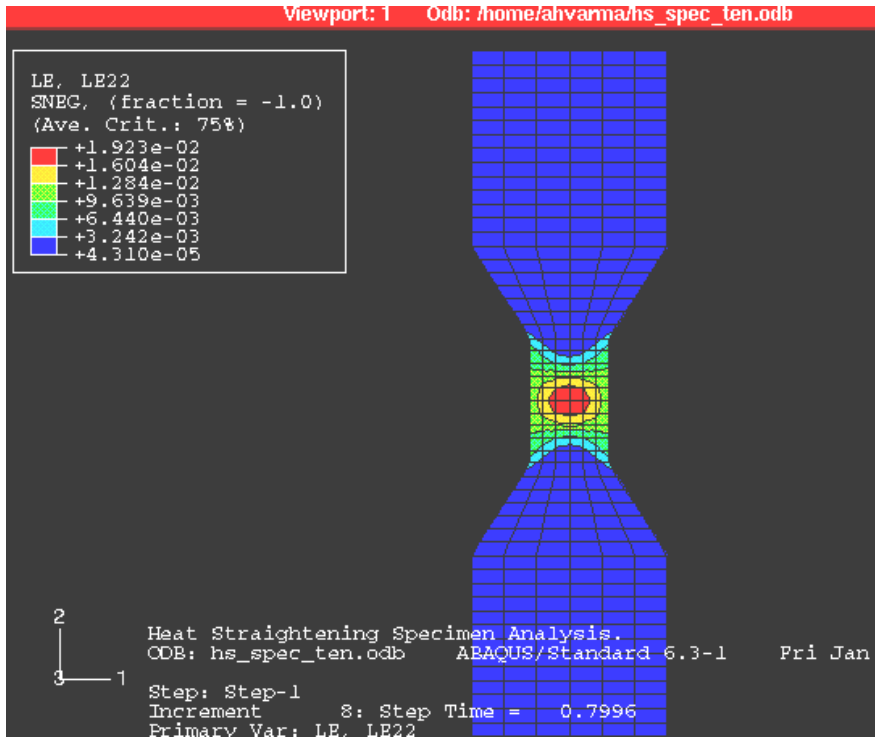 Viewport: 1 Odb: /home/ahvarma/hs_spec_ten.odb
LE, LE22
SNEG, (fraction = -1.0)
(Ave. Crit.: 75%)
+1.923e-02
+1.604e-02
+1.284e-02
+9.639e-03
+6.440e-03
+3.242e-03
+4.310e-05
2
3 1
Heat Straightening Specimen Analysis.
ODB: hs_spec_ten.odb ABAQUS/Standard 6.3-1 Fri Jan
Step: Step-1
Increment 8: Step Time = 0.7996
Primary Var: LE, LE22